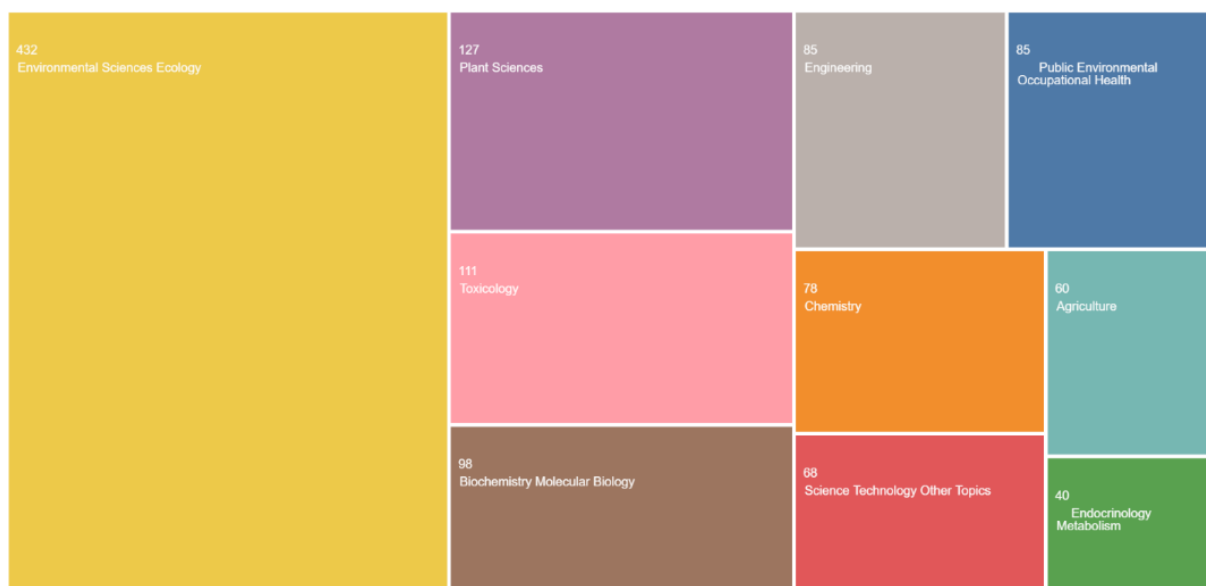 432
Environmental Sciences Ecology
127
Plant Sciences
85
Engineering
85
Public Environmental
Occupational Health
111
Toxicology
78
Chemistry
60
Agriculture
98
Biochemistry Molecular Biology
68
Science Technology Other Topics
40
Endocrinology
Metabolism